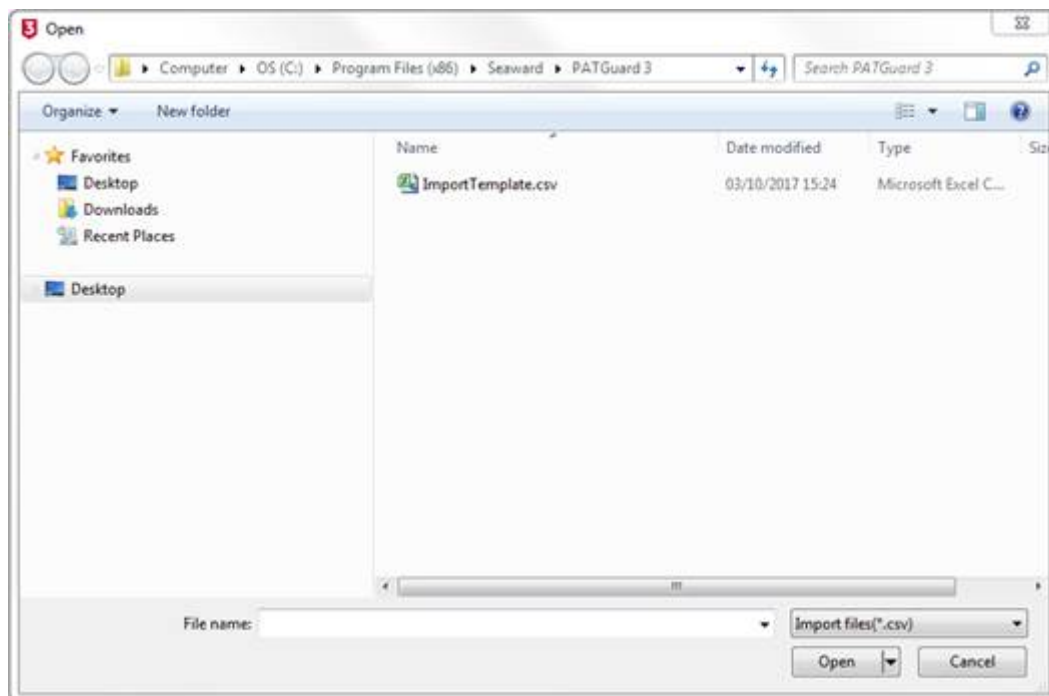 3 Open
Computer OS (C:) Program Files (x86) Seaward PATGuard 3 Search PATGuard 3
Organize New folder
Name Date modified Type Siz
Favorites
Desktop
Downloads
Recent Places
Desktop
ImportTemplate.csv 03/10/2017 15:24 Microsoft Excel C...
File name: Import files(*.csv)
Open Cancel